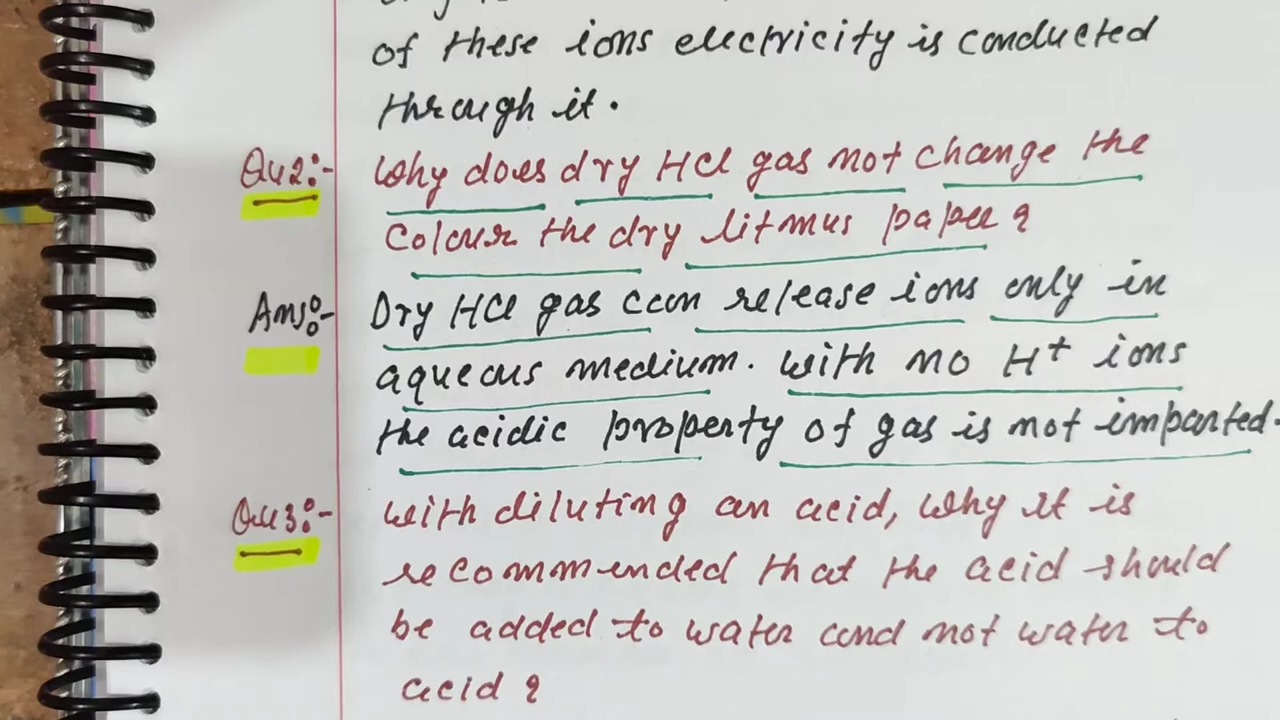 of these ions electricity is conducted
through it.
Qu2:- Why does dry HCl gas not change the
colour the dry litmus paper?
Ans:- Dry HCl gas can release ions only in
aqueous medium. With no H+ ions
the acidic property of gas is not imparted.
Qu3:- With diluting an acid, why it is
recommended that the acid should
be added to water and not water to
acid?